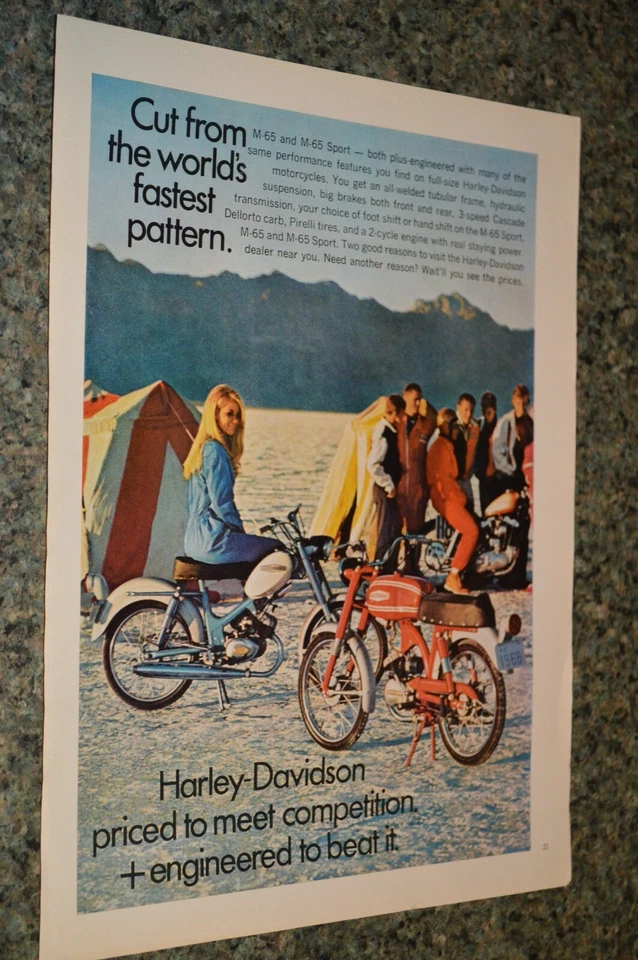 Cut from
the world's
fastest
pattern.
M-65 and M-65 Sport — both plus-engineered with many of the
same performance features you find on full-size Harley-Davidson
motorcycles. You get an all-welded tubular frame, hydraulic
suspension, big brakes both front and rear, 3-speed Cascade
transmission, your choice of foot shift or hand shift on the M-65 Sport,
Dellorto carb, Pirelli tires, and a 2-cycle engine with real staying power.
M-65 and M-65 Sport. Two good reasons to visit the Harley-Davidson
dealer near you. Need another reason? Wait'll you see the prices.
1968
Harley-Davidson
priced to meet competition.
+engineered to beat it.